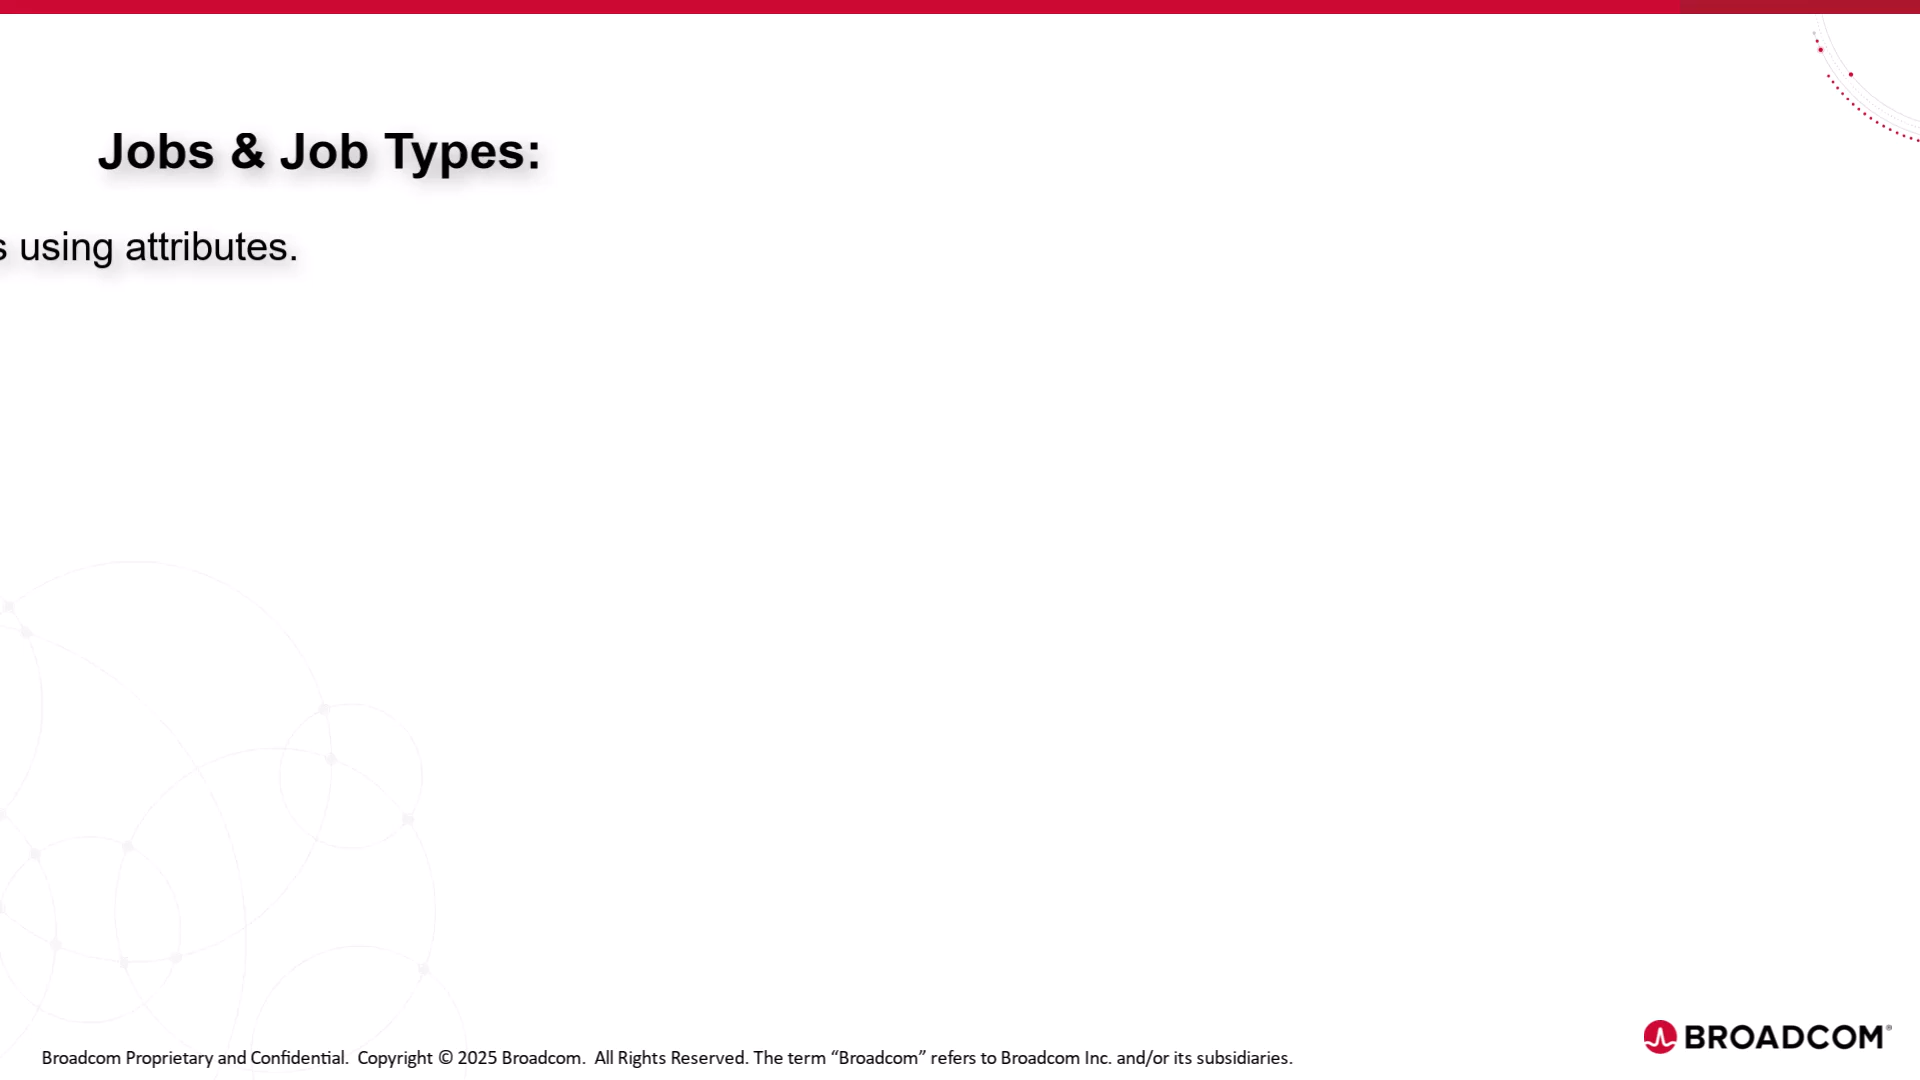 Jobs & Job Types:
s using attributes.
BROADCOM®
Broadcom Proprietary and Confidential. Copyright © 2025 Broadcom. All Rights Reserved. The term “Broadcom” refers to Broadcom Inc. and/or its subsidiaries.